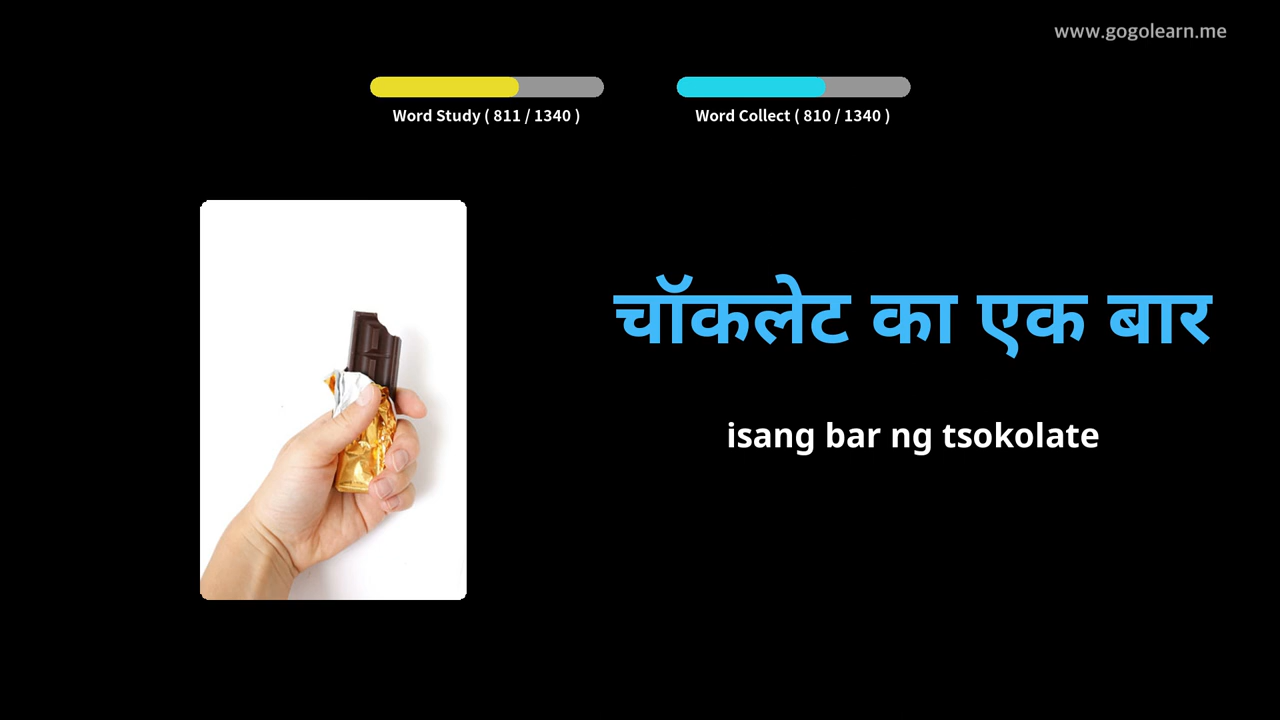 www.gogolearn.me
Word Study ( 811 / 1340 )
Word Collect ( 810 / 1340 )
चॉकलेट का एक बार
isang bar ng tsokolate